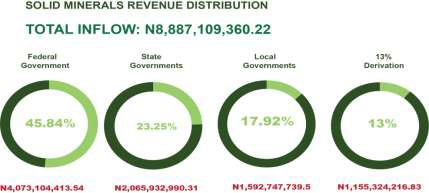 SOLID MINERALS REVENUE DISTRIBUTION
TOTAL INFLOW: N8,887,109,360.22
Federal Government
State Governments
Local Governments
13% Derivation
45.84%
23.25%
17.92%
13%
N4,073,104,413.54
N2,065,932,990.31
N1,592,747,739.5
N1,155,324,216.83